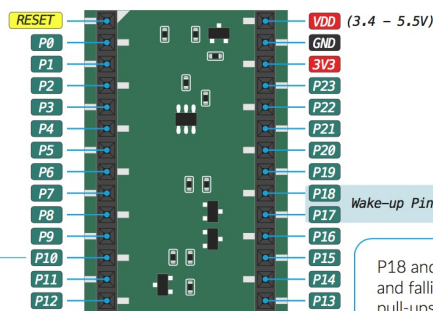 RESET VDD (3.4 – 5.5V)
P0 GND
P1 3V3
P2 P23
P3 P22
P4 P21
P5 P20
P6 P19
P7 P18
Wake-up Pin
P8 P17
P9 P16
P10 P15
P11 P14
P12 P13
P18 and
and falli
pull-ups